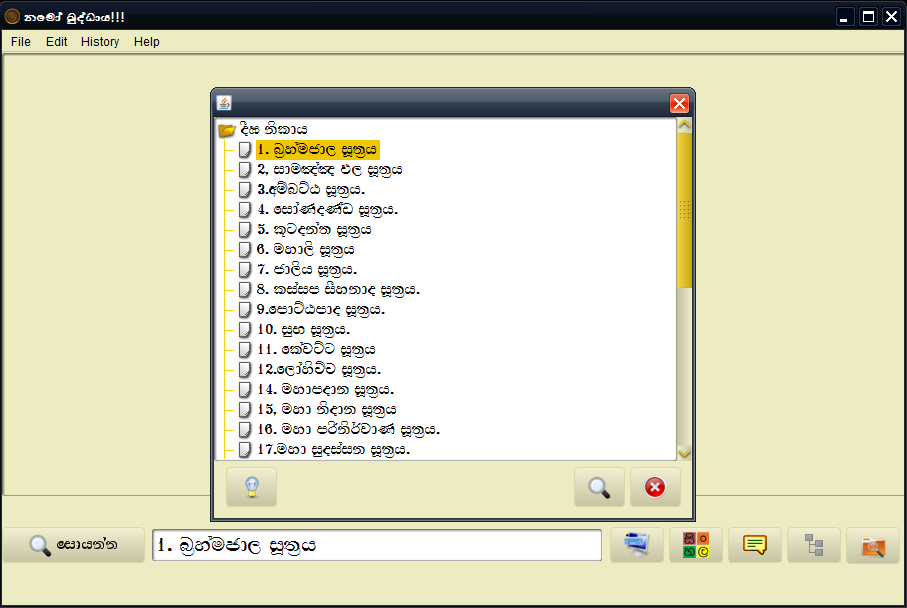 නමෝ බුද්ධාය!!!
File Edit History Help
දීඝ නිකාය
1. බ්‍රහ්මජාල සූත්‍රය
2, සාමඤ්ඤ ඵල සූත්‍රය
3.අම්බට්ඨ සූත්‍රය.
4. සෝණදණ්ඩ සූත්‍රය.
5. කූටදන්ත සූත්‍රය
6. මහාලි සූත්‍රය
7. ජාලිය සූත්‍රය.
8. කස්සප සීහනාද සූත්‍රය.
9.පොට්ඨපාද සූත්‍රය.
10. සුභ සූත්‍රය.
11. කේවට්ට සූත්‍රය
12.ලෝහිච්ච සූත්‍රය.
14. මහාපදාන සූත්‍රය.
15, මහා නිදාන සූත්‍රය
16. මහා පරිනිර්වාණ සූත්‍රය.
17.මහා සුදස්සන සූත්‍රය.
සොයන්න
1. බ්‍රහ්මජාල සූත්‍රය